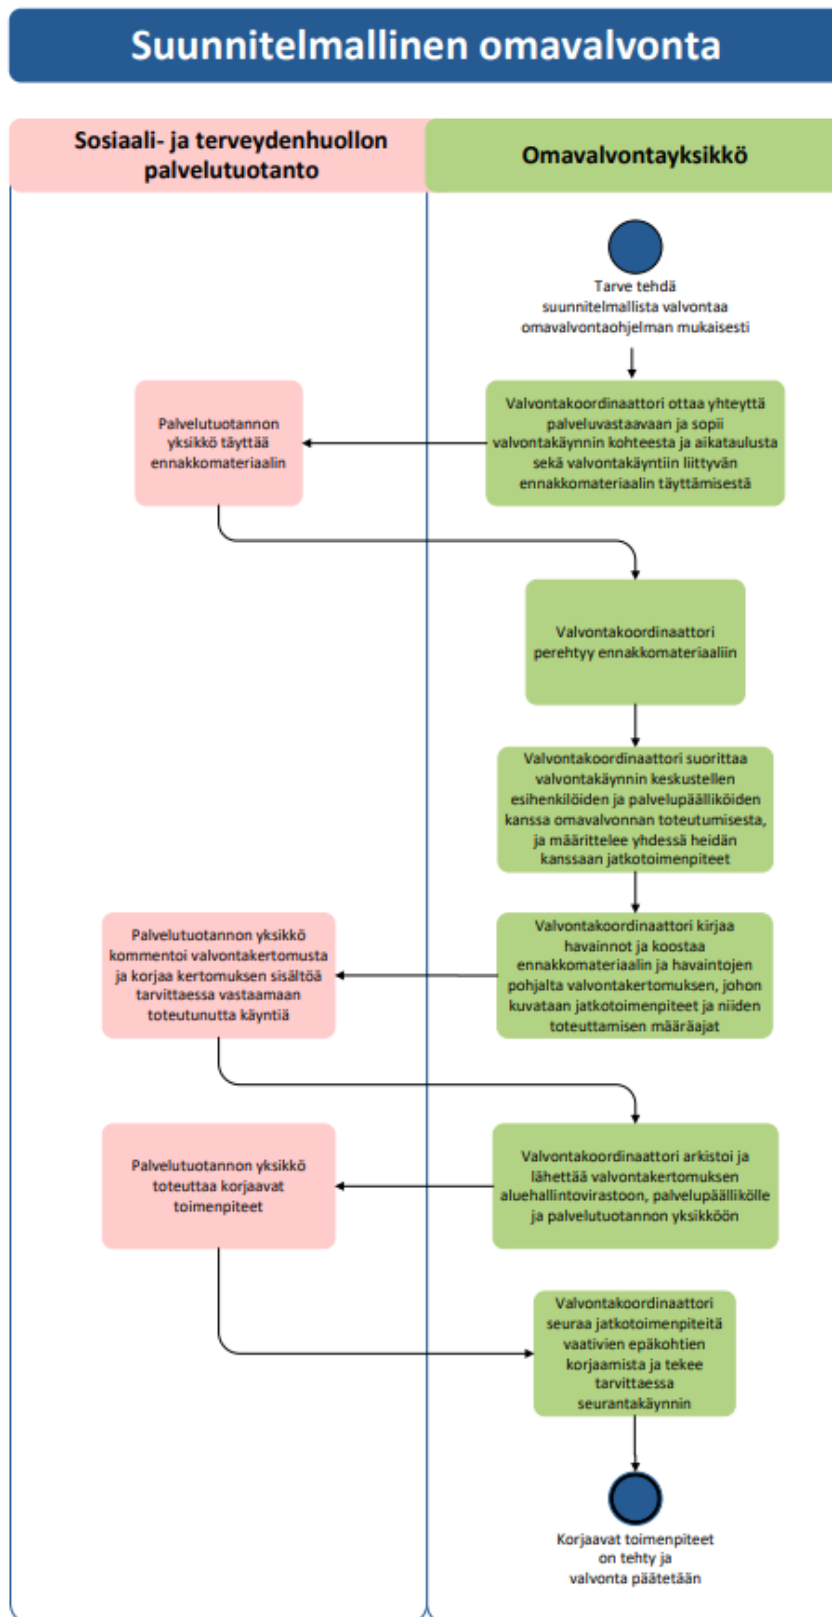 Suunnitelmallinen omavalvonta
Sosiaali- ja terveydenhuollon
palvelutuotanto
Omavalvontayksikkö
Tarve tehdä
suunnitelmallista valvontaa
omavalvontaohjelman mukaisesti
Valvontakoordinaattori ottaa yhteyttä
palveluvastaavaan ja sopii
valvontakäynnin kohteesta ja aikataulusta
sekä valvontakäyntiin liittyvän
ennakkomateriaalin täyttämisestä
Palvelutuotannon
yksikkö täyttää
ennakkomateriaalin
Valvontakoordinaattori
perehtyy ennakkomateriaaliin
Valvontakoordinaattori suorittaa
valvontakäynnin keskustellen
esihenkilöiden ja palvelupäälliköiden
kanssa omavalvonnan toteutumisesta,
ja määrittelee yhdessä heidän
kanssaan jatkotoimenpiteet
Valvontakoordinaattori kirjaa
havainnot ja koostaa
ennakkomateriaalin ja havaintojen
pohjalta valvontakertomuksen, johon
kuvataan jatkotoimenpiteet ja niiden
toteuttamisen määräajat
Palvelutuotannon yksikkö
kommentoi valvontakertomusta
ja korjaa kertomuksen sisältöä
tarvittaessa vastaamaan
toteutunutta käyntiä
Valvontakoordinaattori arkistoi ja
lähettää valvontakertomuksen
aluehallintovirastoon, palvelupäällikölle
ja palvelutuotannon yksikköön
Palvelutuotannon yksikkö
toteuttaa korjaavat
toimenpiteet
Valvontakoordinaattori
seuraa jatkotoimenpiteitä
vaativien epäkohtien
korjaamista ja tekee
tarvittaessa
seurantakäynnin
Korjaavat toimenpiteet
on tehty ja
valvonta päätetään